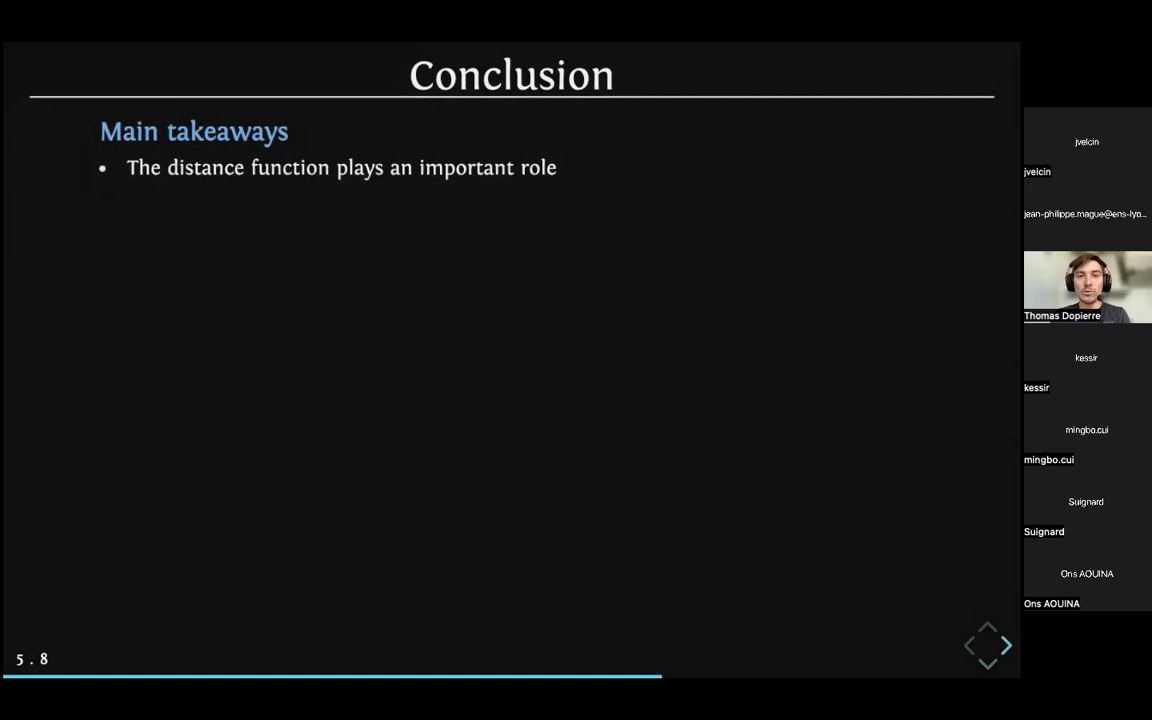 Conclusion
Main takeaways
• The distance function plays an important role
5 . 8
jvelcin
jvelcin
jean-philippe.mague@ens-lyo...
Thomas Dopierre
kessir
kessir
mingbo.cui
mingbo.cui
Suignard
Suignard
Ons AOUINA
Ons AOUINA